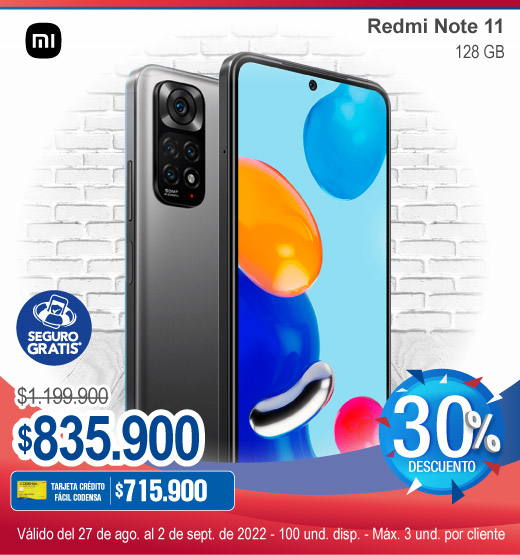 mi
Redmi Note 11
128 GB
50MP
SEGURO
GRATIS*
$1.199.900
$835.900
30%
DESCUENTO
TARJETA CRÉDITO
FÁCIL CODENSA
$715.900
Válido del 27 de ago. al 2 de sept. de 2022 - 100 und. disp. - Máx. 3 und. por cliente